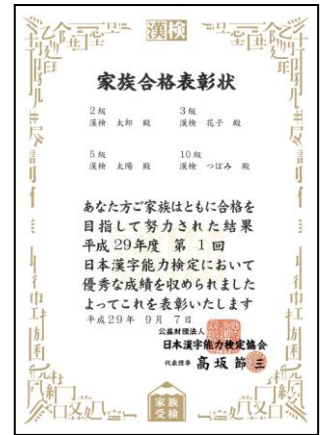 漢検
家族合格表彰状
2級 3級
漢検 太郎 殿 漢検 花子 殿
5級 10級
漢検 太陽 殿 漢検 つぼみ 殿
あなた方ご家族はともに合格を
目指して努力された結果
平成29年度 第1回
日本漢字能力検定において
優秀な成績を収められました
よってこれを表彰いたします
平成29年 9月 7日
公益財団法人
日本漢字能力検定協会
代表理事 高坂節三
家族
受検